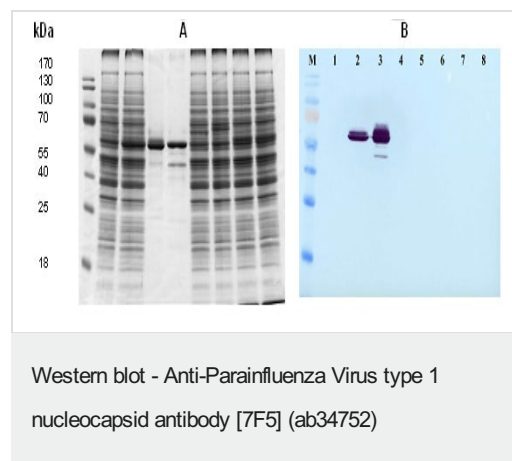 kDa A B
170
130
100
70
55
40
25
18
M 1 2 3 4 5 6 7 8
Western blot - Anti-Parainfluenza Virus type 1
nucleocapsid antibody [7F5] (ab34752)